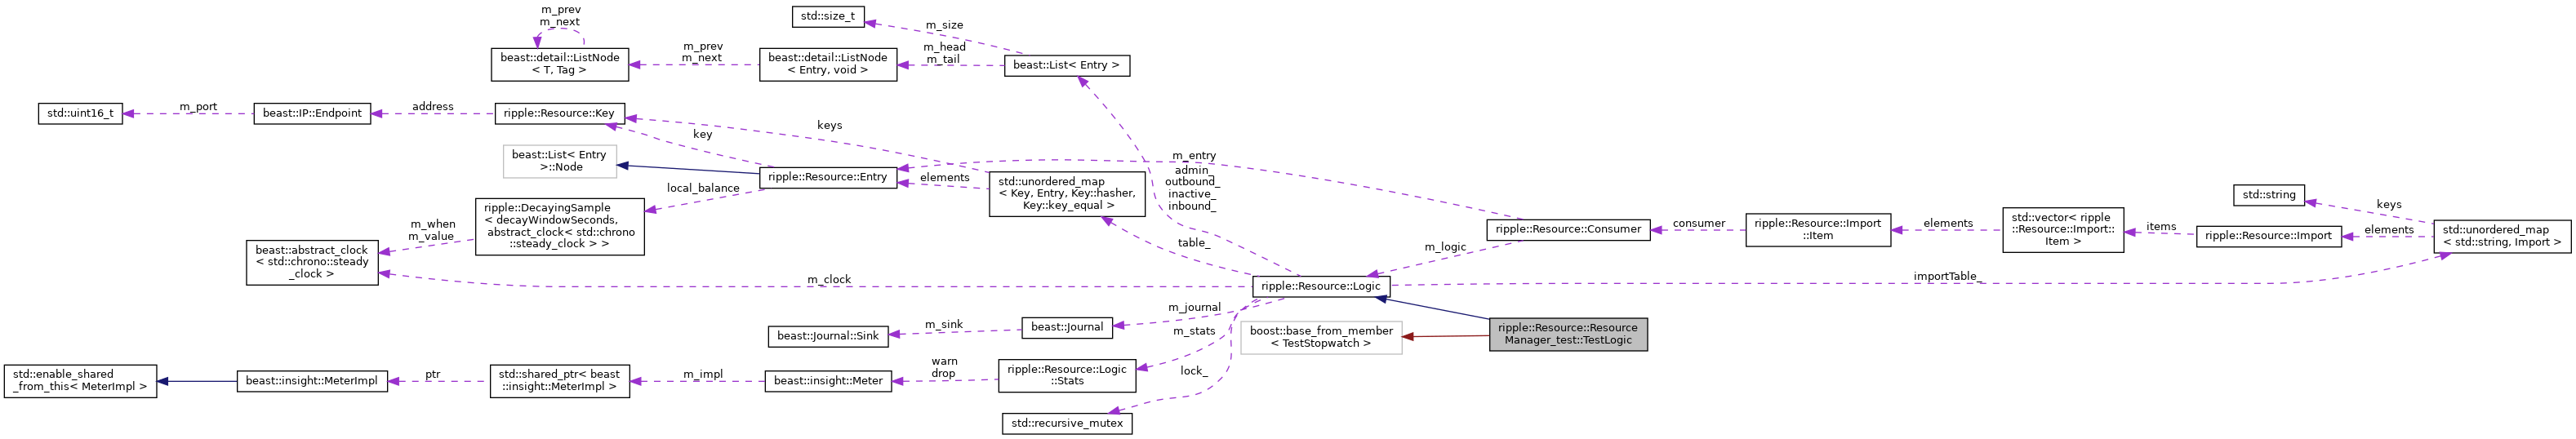 m_prev
m_next
std::size_t
m_size
beast::detail::ListNode
< T, Tag >
m_prev
m_next
beast::detail::ListNode
< Entry, void >
m_head
m_tail
beast::List< Entry >
std::uint16_t
m_port
beast::IP::Endpoint
address
ripple::Resource::Key
keys
key
beast::List< Entry
>::Node
ripple::Resource::Entry
elements
m_entry
admin_
outbound_
inactive_
inbound_
std::unordered_map
< Key, Entry, Key::hasher,
Key::key_equal >
local_balance
ripple::DecayingSample
< decayWindowSeconds,
abstract_clock< std::chrono
::steady_clock > >
m_when
m_value
beast::abstract_clock
< std::chrono::steady
_clock >
table_
m_clock
ripple::Resource::Consumer
m_logic
ripple::Resource::Logic
consumer
ripple::Resource::Import
::Item
elements
std::vector< ripple
::Resource::Import::
Item >
items
ripple::Resource::Import
std::string
keys
elements
std::unordered_map
< std::string, Import >
importTable_
m_journal
beast::Journal
m_sink
beast::Journal::Sink
m_stats
boost::base_from_member
< TestStopwatch >
ripple::Resource::Resource
Manager_test::TestLogic
std::enable_shared
_from_this< MeterImpl >
beast::insight::MeterImpl
ptr
std::shared_ptr< beast
::insight::MeterImpl >
m_impl
beast::insight::Meter
warn
drop
ripple::Resource::Logic
::Stats
lock_
std::recursive_mutex